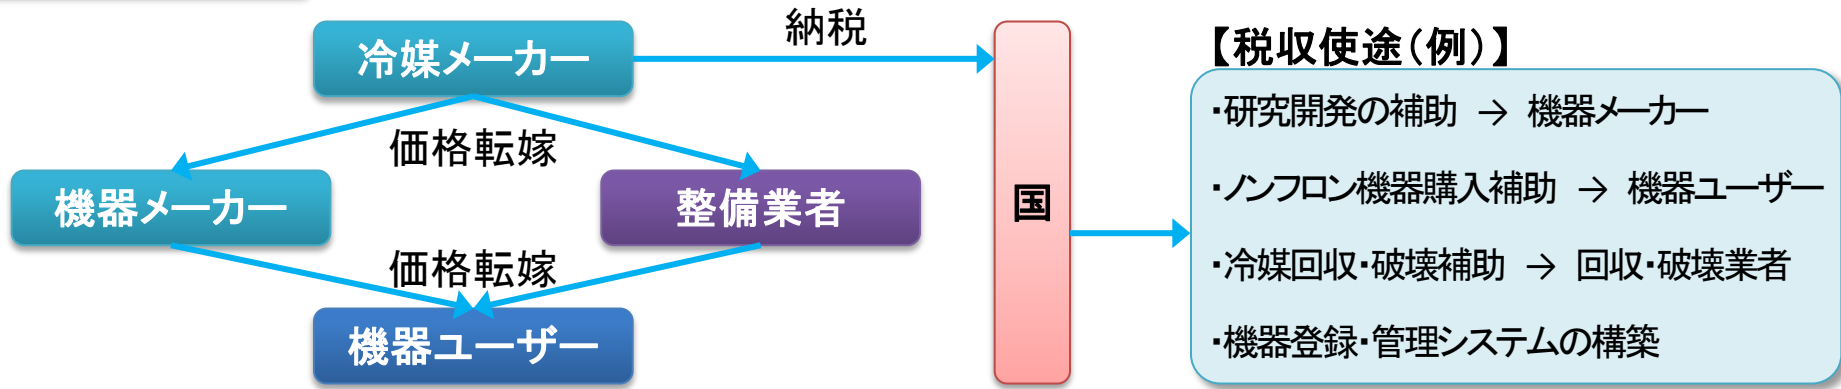 納税
冷媒メーカー
価格転嫁
機器メーカー
整備業者
価格転嫁
機器ユーザー
国
【税収使途(例)】
・研究開発の補助 → 機器メーカー
・ノンフロン機器購入補助 → 機器ユーザー
・冷媒回収・破壊補助 → 回収・破壊業者
・機器登録・管理システムの構築